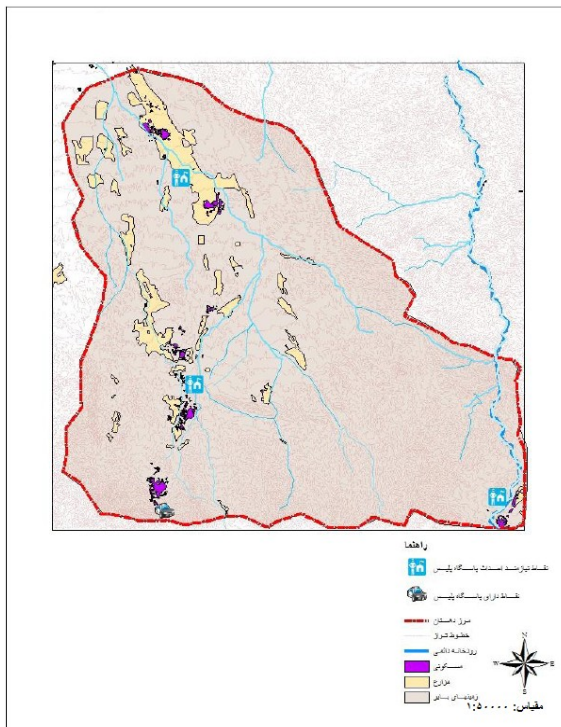 راهنما
نقاط نیازمند احداث پاسگاه پلیس
نقاط دارای پاسگاه پلیس
مرز دهستان
خطوط تراز
رودخانه دائمی
مسکونی
مزارع
زمینهای بایر
N
W
E
S
مقیاس: ۱:۵۰۰۰۰